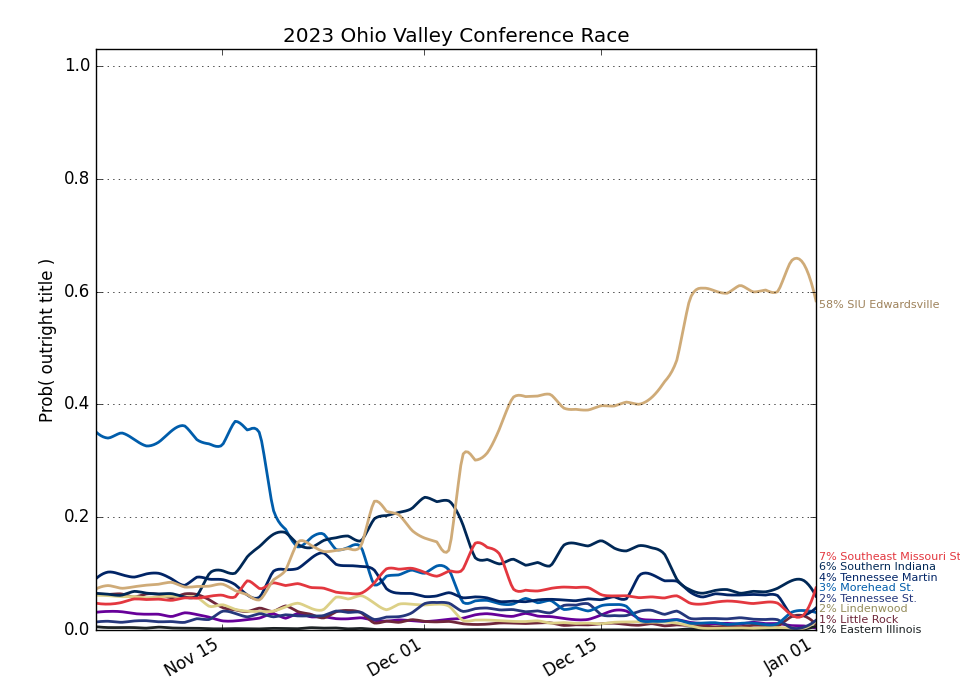 2023 Ohio Valley Conference Race
1.0
0.8
0.6
0.4
0.2
0.0
Prob( outright title )
Nov 15
Dec 01
Dec 15
Jan 01
58% SIU Edwardsville
7% Southeast Missouri St
6% Southern Indiana
4% Tennessee Martin
3% Morehead St.
2% Tennessee St.
2% Lindenwood
1% Little Rock
1% Eastern Illinois